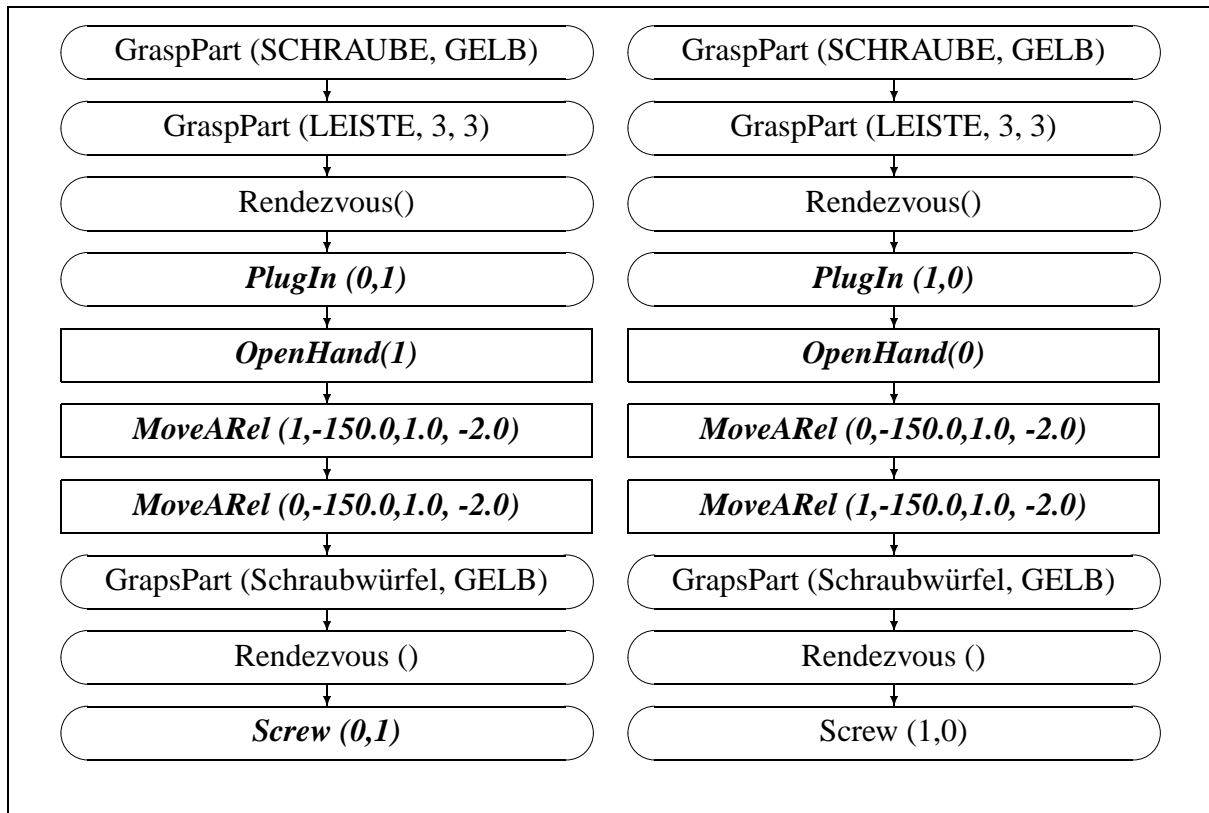 GraspPart (SCHRAUBE, GELB)
GraspPart (LEISTE, 3, 3)
Rendezvous()
PlugIn (0,1)
OpenHand(1)
MoveARel (1,-150.0,1.0, -2.0)
MoveARel (0,-150.0,1.0, -2.0)
GrapsPart (Schraubwürfel, GELB)
Rendezvous ()
Screw (0,1)
GraspPart (SCHRAUBE, GELB)
GraspPart (LEISTE, 3, 3)
Rendezvous()
PlugIn (1,0)
OpenHand(0)
MoveARel (0,-150.0,1.0, -2.0)
MoveARel (1,-150.0,1.0, -2.0)
GrapsPart (Schraubwürfel, GELB)
Rendezvous ()
Screw (1,0)